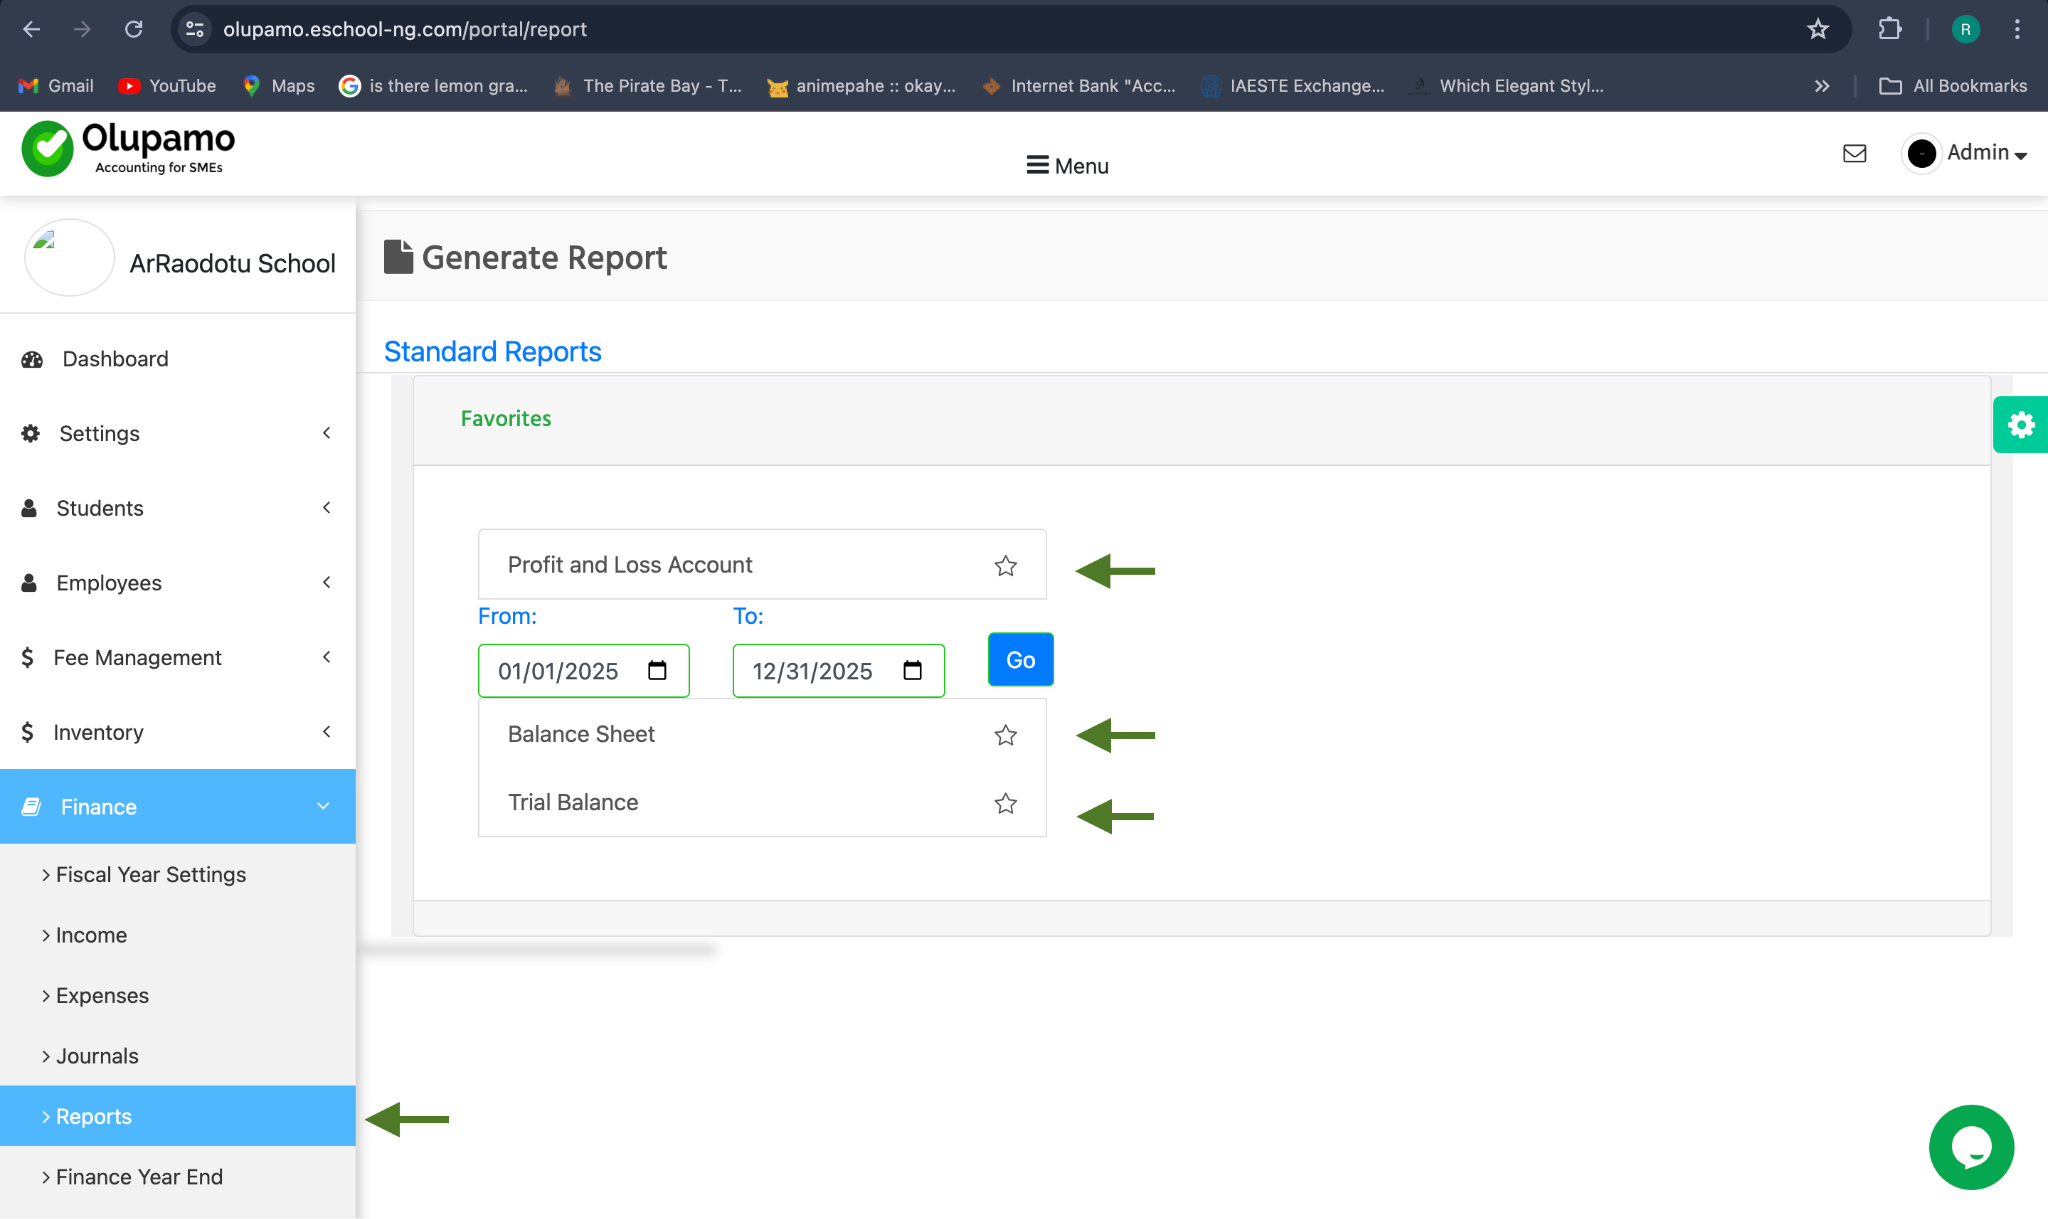 olupamo.eschool-ng.com/portal/report
R
Gmail YouTube Maps is there lemon gra... The Pirate Bay - T... animepahe :: okay... Internet Bank "Acc... IAESTE Exchange... Which Elegant Styl... » All Bookmarks
Olupamo
Accounting for SMEs
Menu
Admin
ArRaodotu School
Generate Report
Standard Reports
Dashboard
Favorites
Settings
Students
Employees
Fee Management
Inventory
Finance
Fiscal Year Settings
Income
Expenses
Journals
Reports
Finance Year End
Profit and Loss Account
From: To:
01/01/2025 12/31/2025 Go
Balance Sheet
Trial Balance